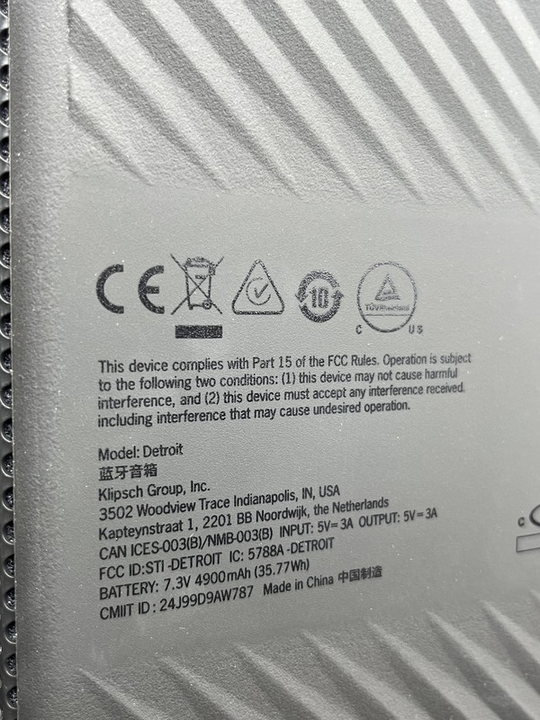 CE
10
TÜVRheinland
C US
This device complies with Part 15 of the FCC Rules. Operation is subject
to the following two conditions: (1) this device may not cause harmful
interference, and (2) this device must accept any interference received,
including interference that may cause undesired operation.
Model: Detroit
蓝牙音箱
Klipsch Group, Inc.
3502 Woodview Trace Indianapolis, IN, USA
Kapteynstraat 1, 2201 BB Noordwijk, the Netherlands
CAN ICES-003(B)/NMB-003(B) INPUT: 5V⎓3A OUTPUT: 5V⎓3A
FCC ID:STI -DETROIT IC: 5788A -DETROIT
BATTERY: 7.3V 4900mAh (35.77Wh)
CMIIT ID : 24J99D9AW787 Made in China 中国制造
c